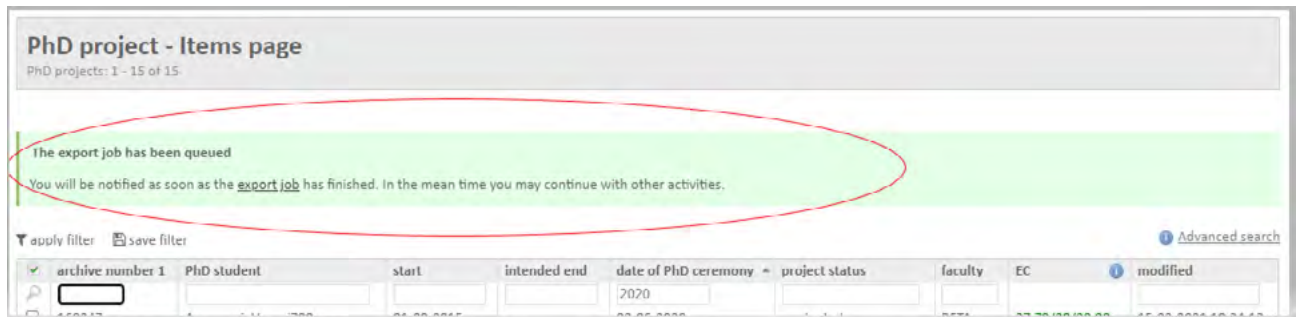 PhD project - Items page
PhD projects: 1 - 15 of 15
The export job has been queued
You will be notified as soon as the export job has finished. In the mean time you may continue with other activities.
apply filter save filter Advanced search
archive number 1 PhD student start intended end date of PhD ceremony project status faculty EC modified
2020